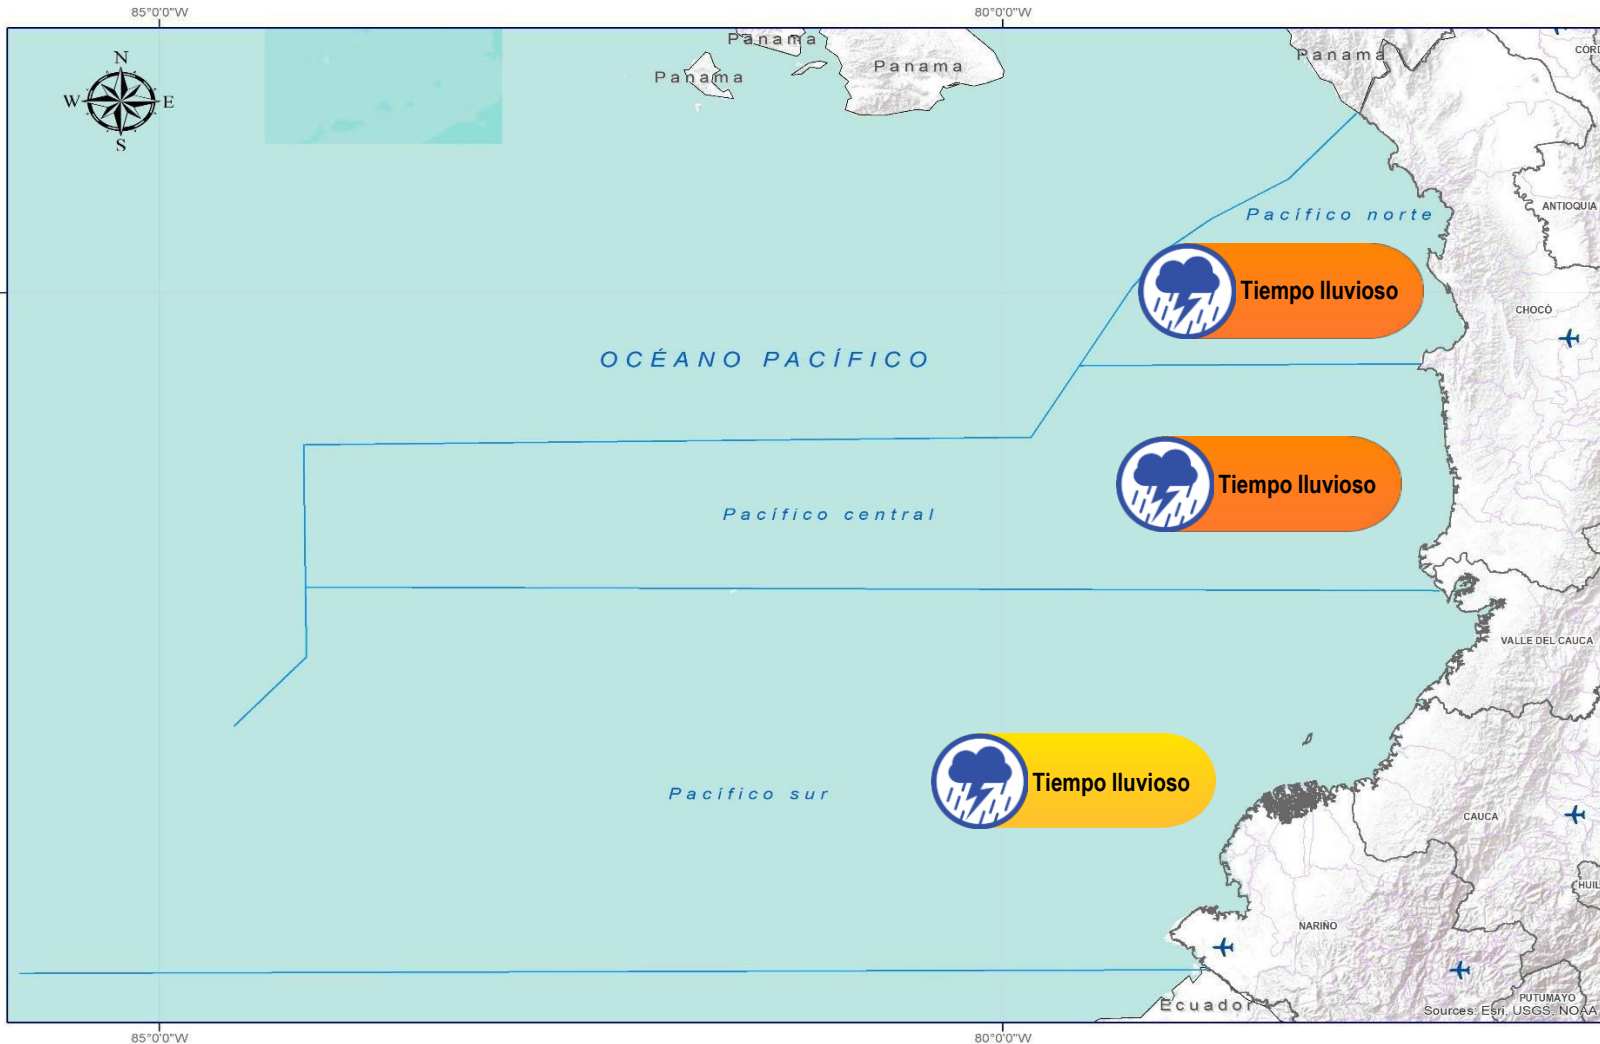 85°0'0"W
80°0'0"W
N
W
E
S
Panama
Panama
Panama
Panama
ANTIOQUIA
Pacífico norte
Tiempo lluvioso
CHOCÓ
OCÉANO PACÍFICO
Tiempo lluvioso
Pacífico central
VALLE DEL CAUCA
Tiempo lluvioso
Pacífico sur
CAUCA
HUIL
NARIÑO
PUTUMAYO
Ecuador
Sources: Esri, USGS, NOAA
85°0'0"W
80°0'0"W